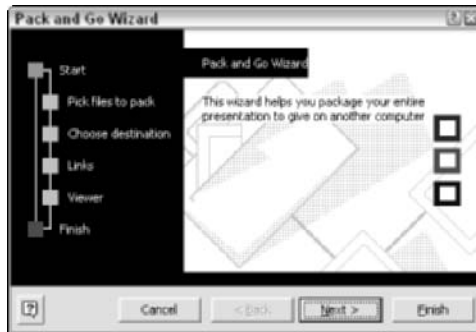 Pack and Go Wizard
Start
Pick files to pack
Choose destination
Links
Viewer
Finish
Pack and Go Wizard
This wizard helps you package your entire
presentation to give on another computer
?
Cancel
< Back
Next >
Finish